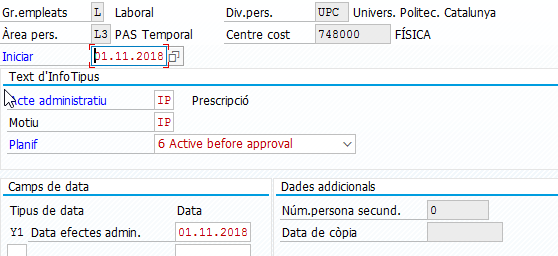 Gr.empleats L Laboral Div.pers. UPC Univers. Politec. Catalunya
Àrea pers. L3 PAS Temporal Centre cost 748000 FÍSICA
Iniciar 01.11.2018
Text d'InfoTipus
Acte administratiu IP Prescripció
Motiu IP
Planif 6 Active before approval
Camps de data Dades addicionals
Tipus de data Data Núm.persona secund. 0
Y1 Data efectes admin. 01.11.2018 Data de còpia